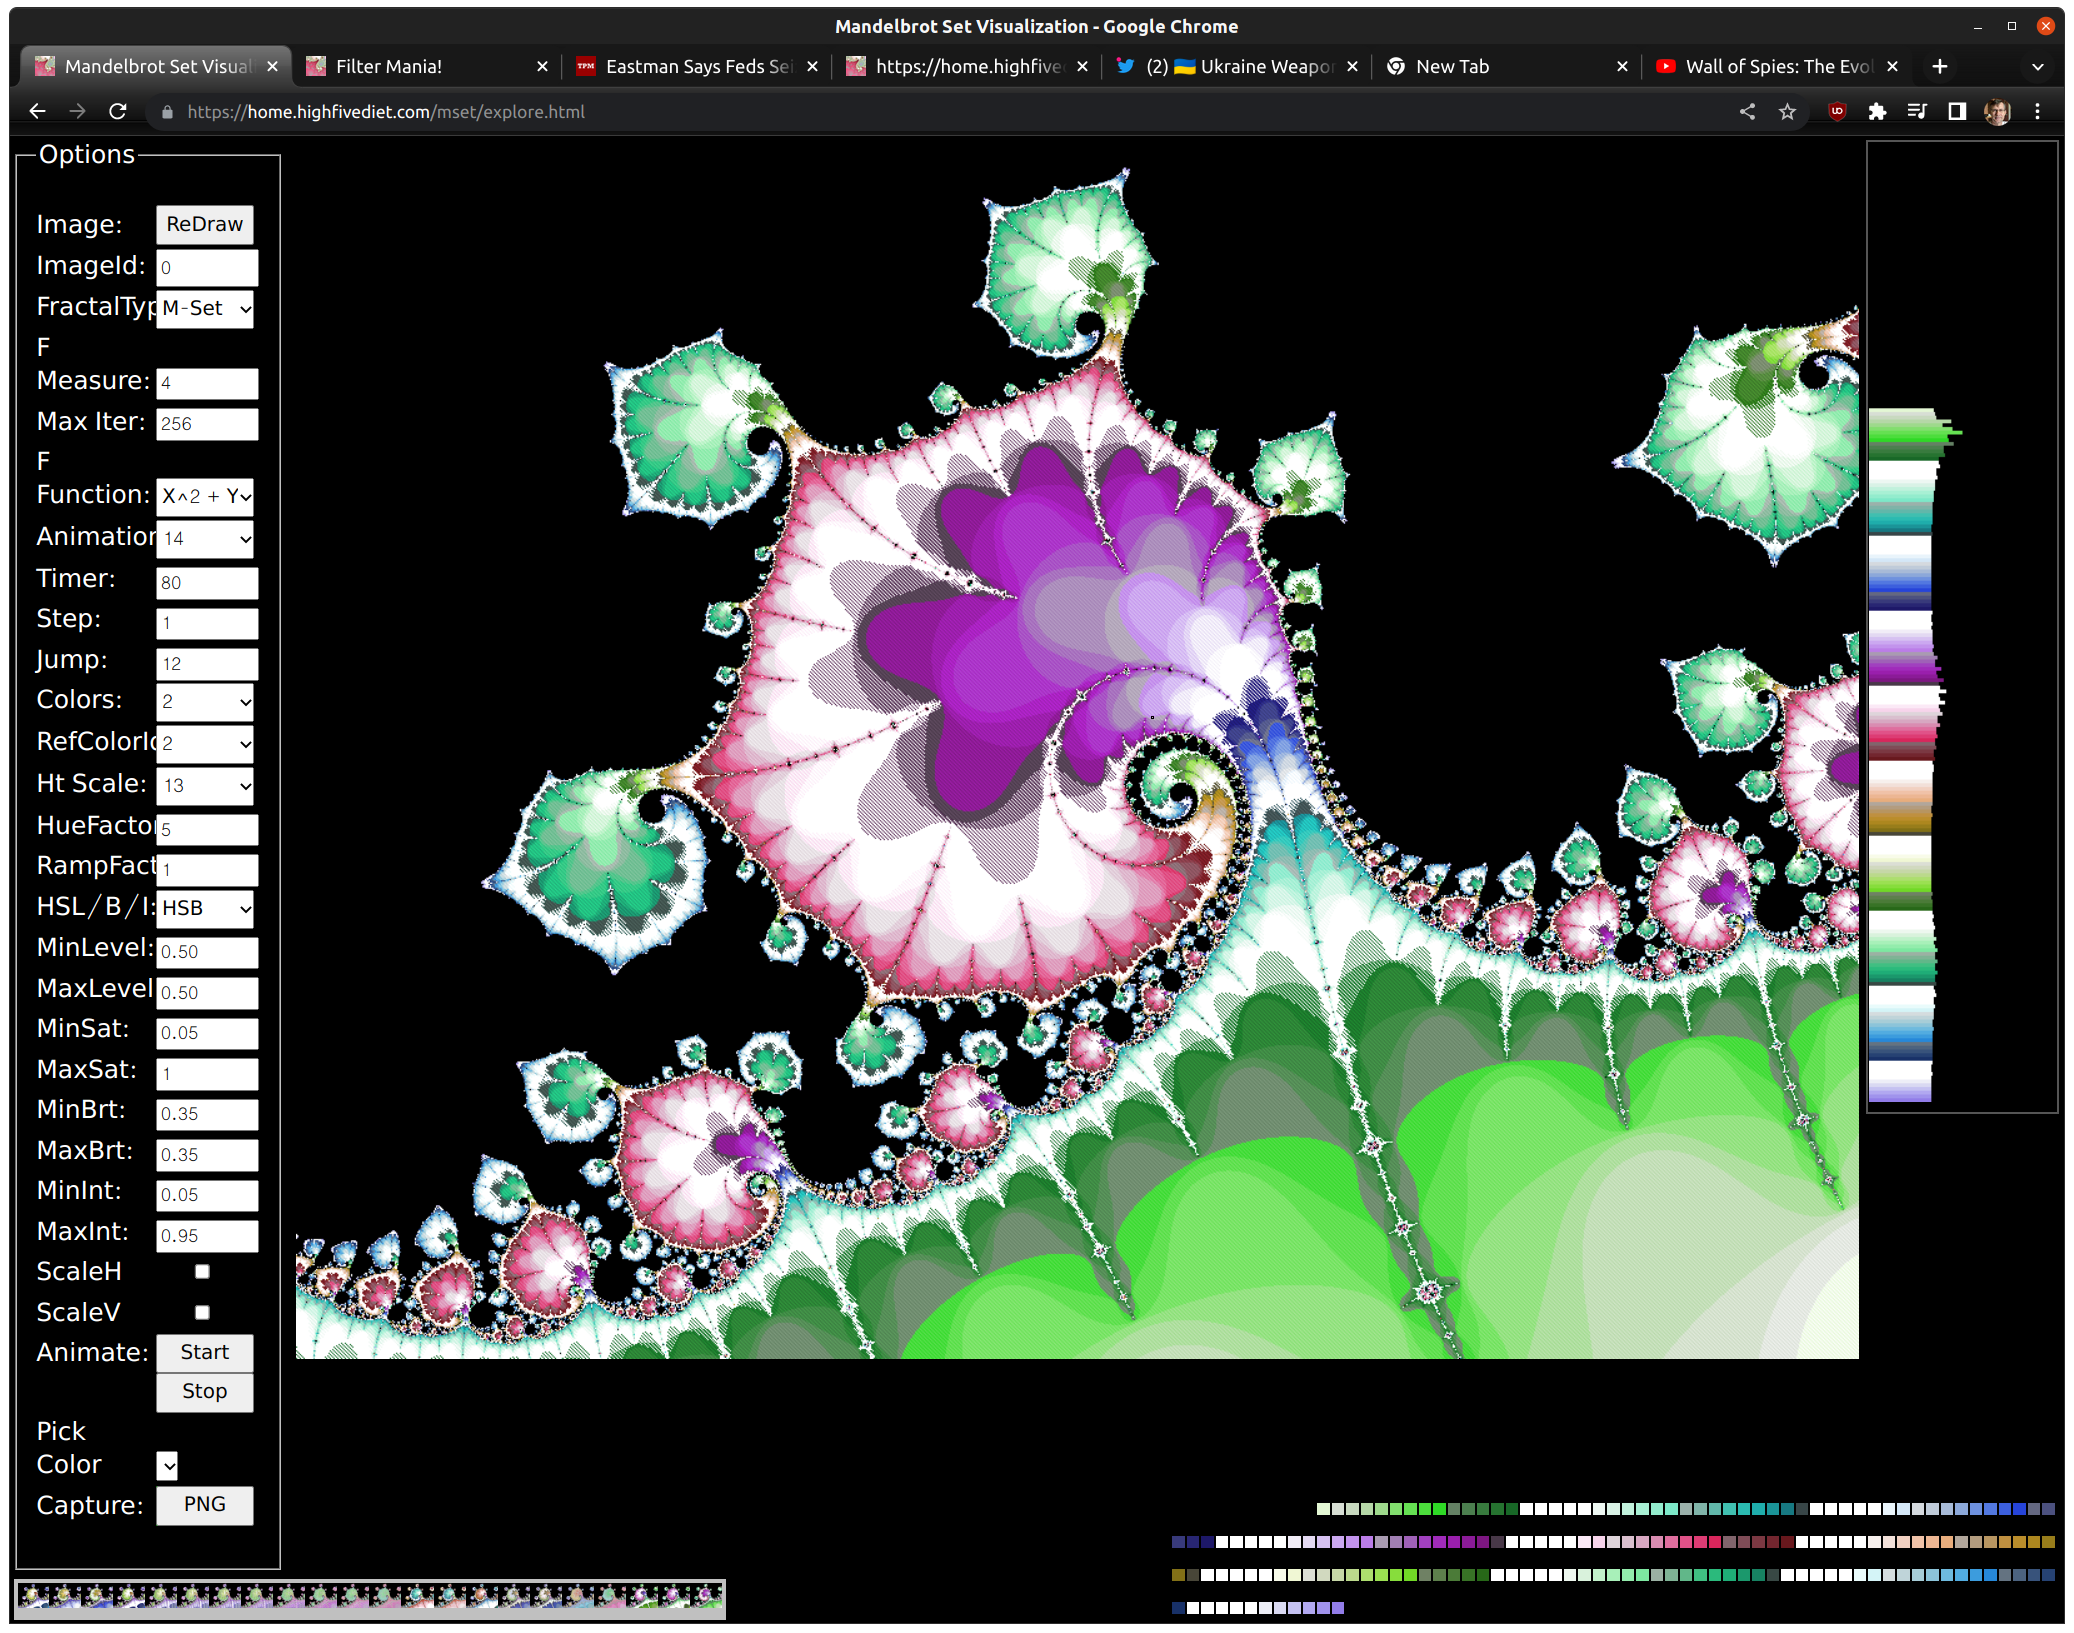 Mandelbrot Set Visualization - Google Chrome
Mandelbrot Set Visual
Filter Mania!
TPM
Eastman Says Feds Sei
https://home.highfive
(2) 🇺🇦 Ukraine Weapon
New Tab
Wall of Spies: The Evol
https://home.highfivediet.com/mset/explore.html
Options
Image: ReDraw
ImageId: 0
FractalTyp M-Set
F
Measure: 4
Max Iter: 256
F
Function: X^2 + Y
Animation 14
Timer: 80
Step: 1
Jump: 12
Colors: 2
RefColorId 2
Ht Scale: 13
HueFactor 5
RampFact 1
HSL/B/I: HSB
MinLevel: 0.50
MaxLevel 0.50
MinSat: 0.05
MaxSat: 1
MinBrt: 0.35
MaxBrt: 0.35
MinInt: 0.05
MaxInt: 0.95
ScaleH
ScaleV
Animate: Start
Stop
Pick
Color
Capture: PNG